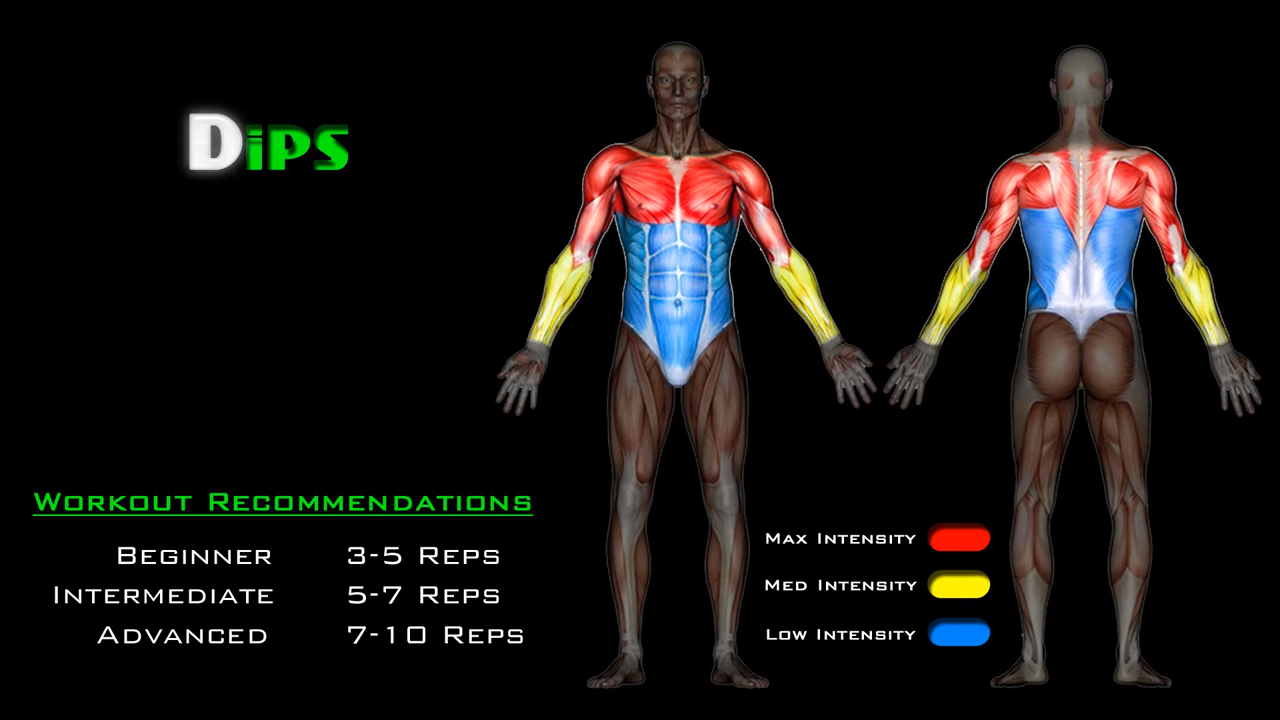 Dips
Workout Recommendations
Beginner 3-5 Reps
Intermediate 5-7 Reps
Advanced 7-10 Reps
Max Intensity
Med Intensity
Low Intensity